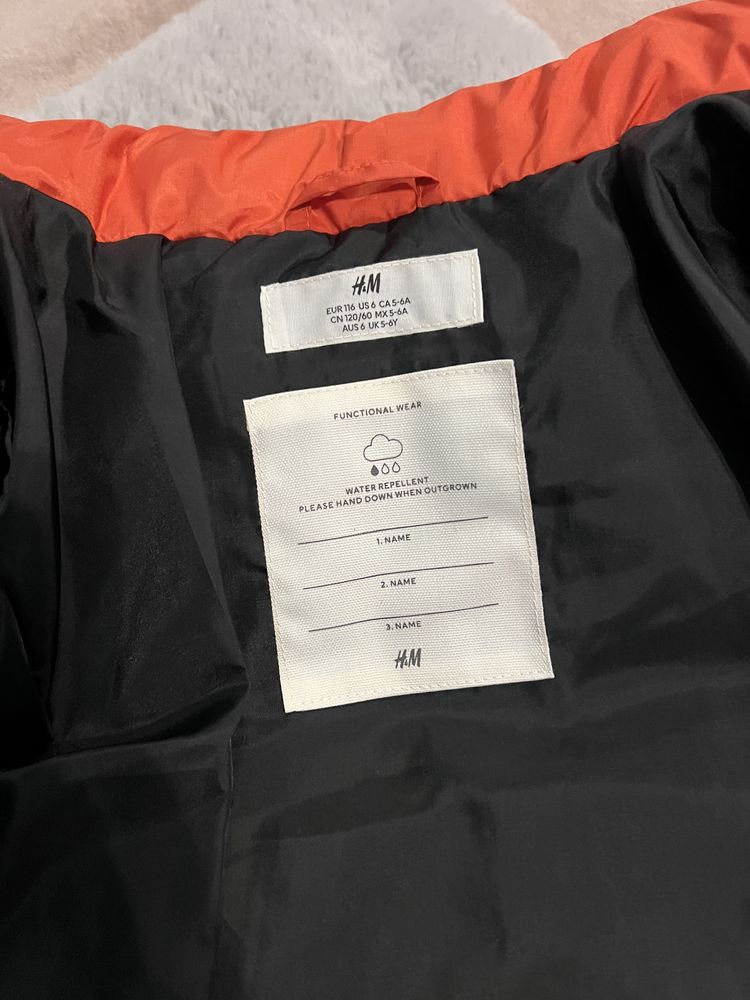 H&M
EUR 116 US 6 CA 5-6A
CN 120/60 MX 5-6A
AUS 6 UK 5-6Y
FUNCTIONAL WEAR
WATER REPELLENT
PLEASE HAND DOWN WHEN OUTGROWN
1. NAME
2. NAME
3. NAME
H&M